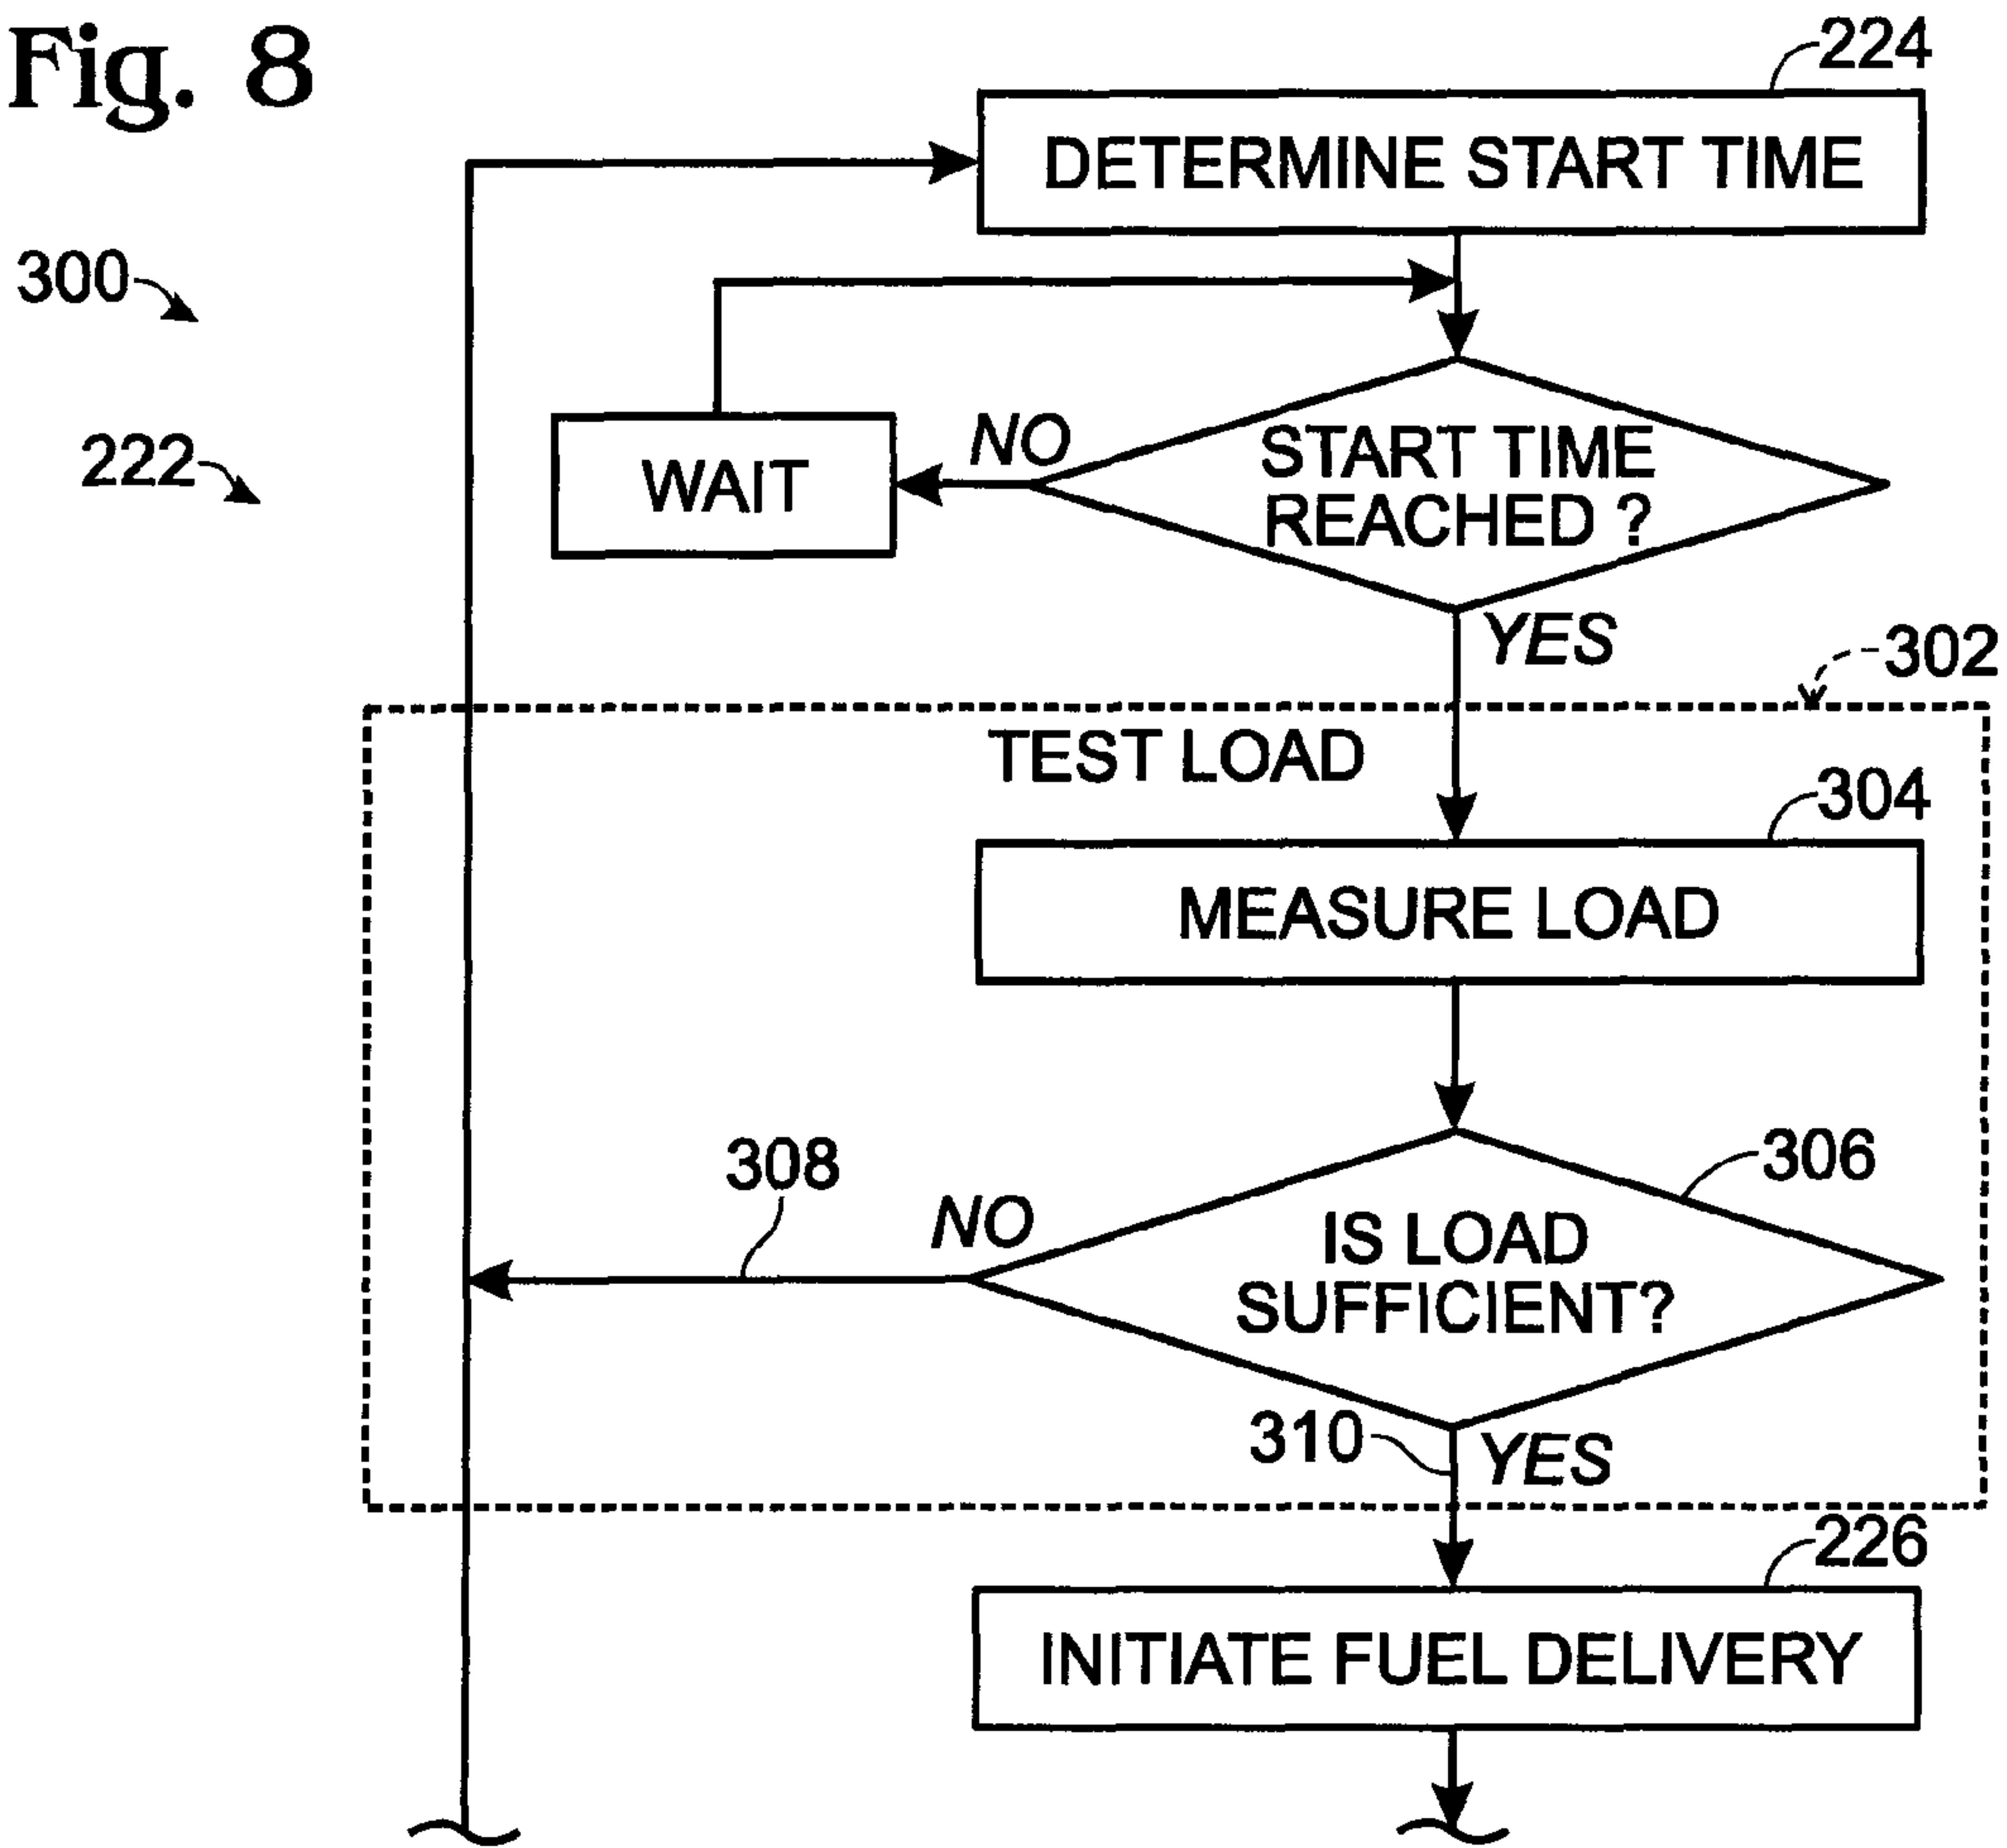 Fig. 8
224
DETERMINE START TIME
300
222
WAIT
NO
START TIME
REACHED ?
YES
302
TEST LOAD
304
MEASURE LOAD
308
NO
306
IS LOAD
SUFFICIENT?
310
YES
226
INITIATE FUEL DELIVERY